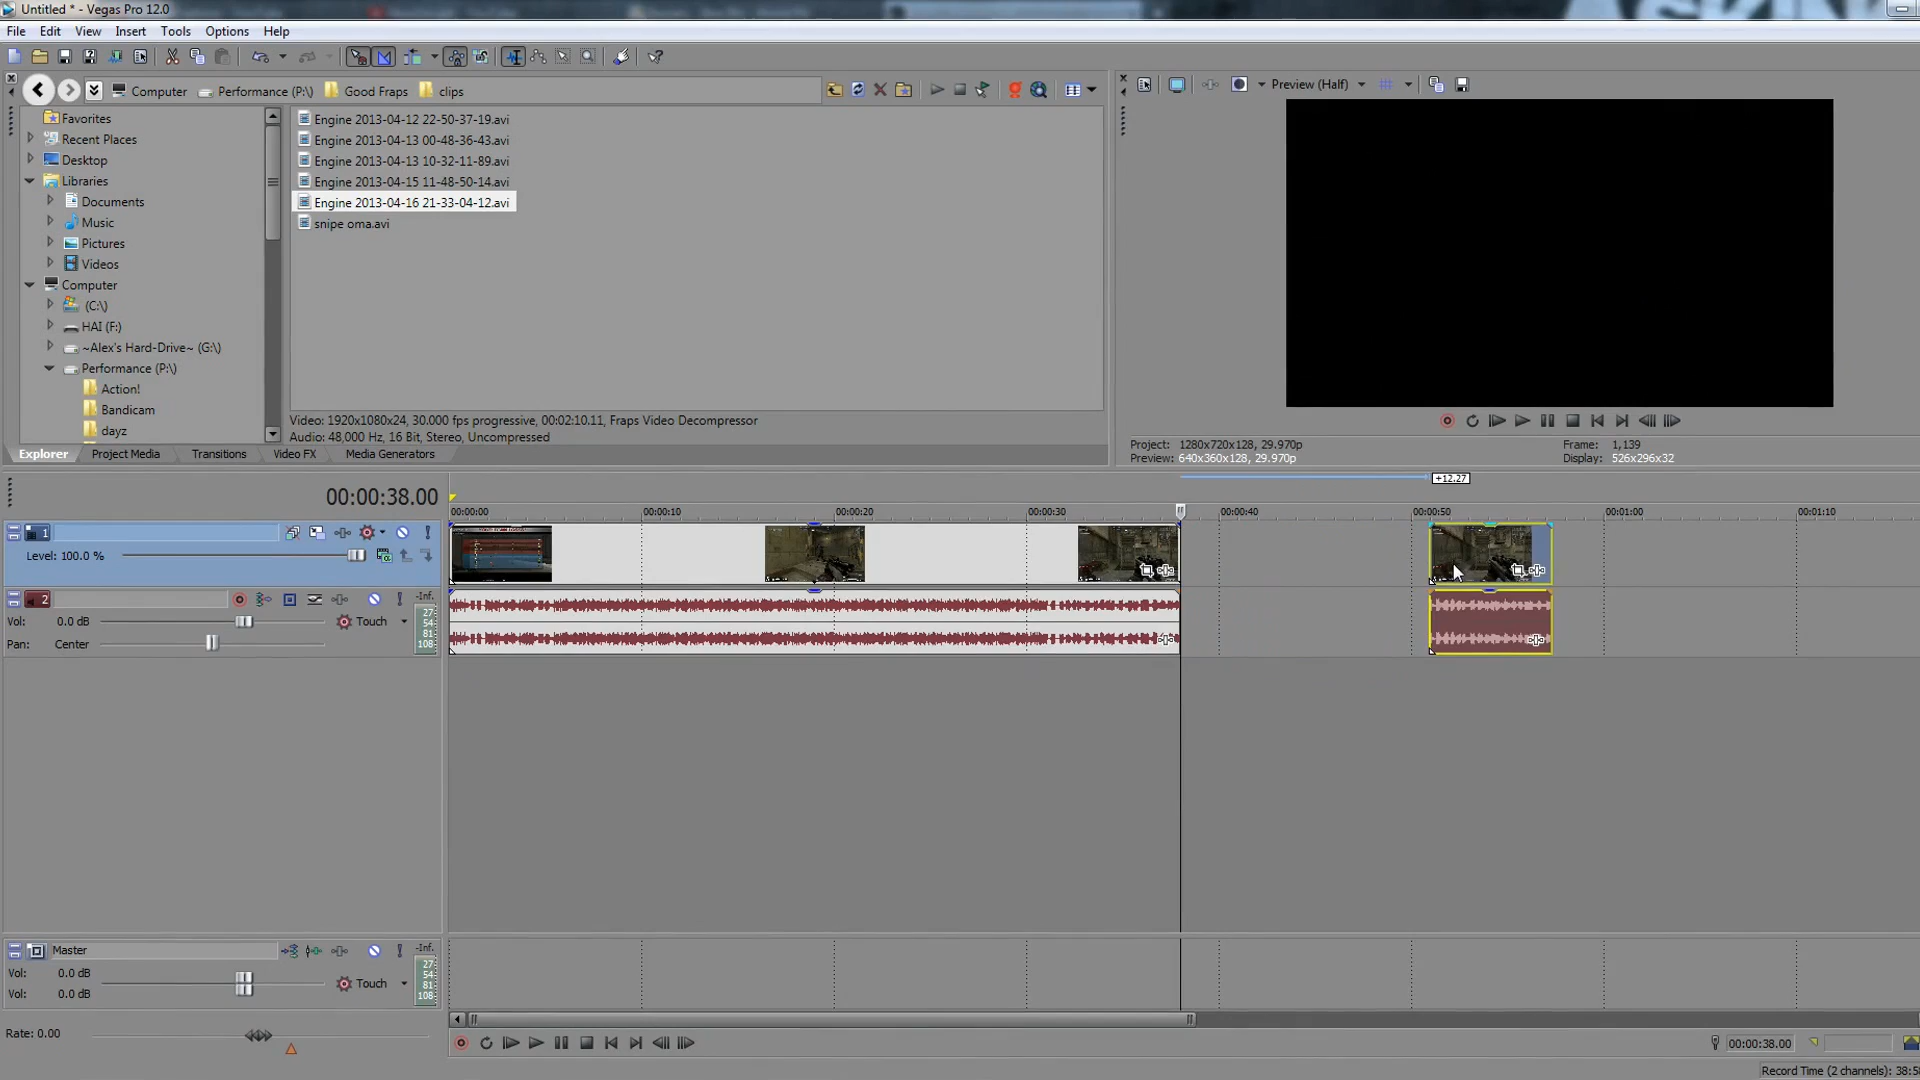 Untitled * - Vegas Pro 12.0
File Edit View Insert Tools Options Help
Computer Performance (P:\) Good Fraps clips
Preview (Half)
Favorites
Recent Places
Desktop
Libraries
Documents
Music
Pictures
Videos
Computer
(C:\)
HAI (F:)
~Alex's Hard-Drive~ (G:\)
Performance (P:\)
Action!
Bandicam
dayz
Engine 2013-04-12 22-50-37-19.avi
Engine 2013-04-13 00-48-36-43.avi
Engine 2013-04-13 10-32-11-89.avi
Engine 2013-04-15 11-48-50-14.avi
Engine 2013-04-16 21-33-04-12.avi
snipe oma.avi
Video: 1920x1080x24, 30.000 fps progressive, 00:02:10.11, Fraps Video Decompressor
Audio: 48,000 Hz, 16 Bit, Stereo, Uncompressed
Explorer Project Media Transitions Video FX Media Generators
Project: 1280x720x128, 29.970p
Preview: 640x360x128, 29.970p
Frame: 1,139
Display: 526x296x32
+12.27
00:00:38.00
00:00:00 00:00:10 00:00:20 00:00:30 00:00:40 00:00:50 00:01:00 00:01:10
1
Level: 100.0 %
2
-Inf.
27
54
81
108
Vol: 0.0 dB Touch
Pan: Center
Master
-Inf.
27
54
81
108
Vol: 0.0 dB Touch
Vol: 0.0 dB
Rate: 0.00
00:00:38.00
Record Time (2 channels): 38:5